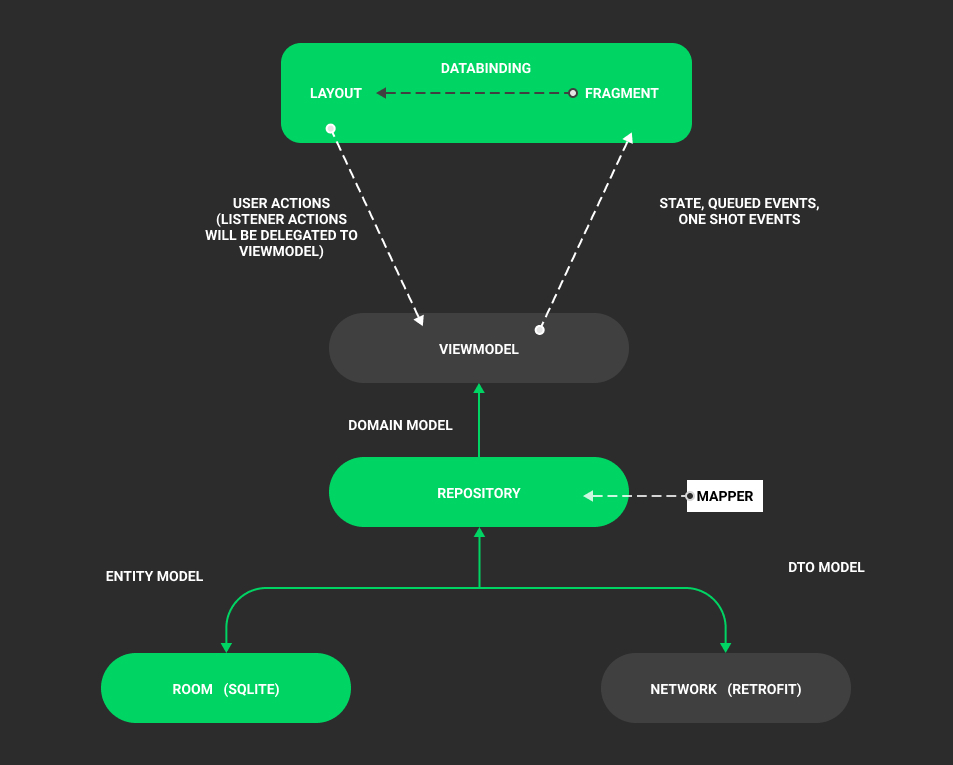 DATABINDING
LAYOUT
FRAGMENT
USER ACTIONS
(LISTENER ACTIONS
WILL BE DELEGATED TO
VIEWMODEL)
STATE, QUEUED EVENTS,
ONE SHOT EVENTS
VIEWMODEL
DOMAIN MODEL
REPOSITORY
MAPPER
ENTITY MODEL
DTO MODEL
ROOM (SQLITE)
NETWORK (RETROFIT)